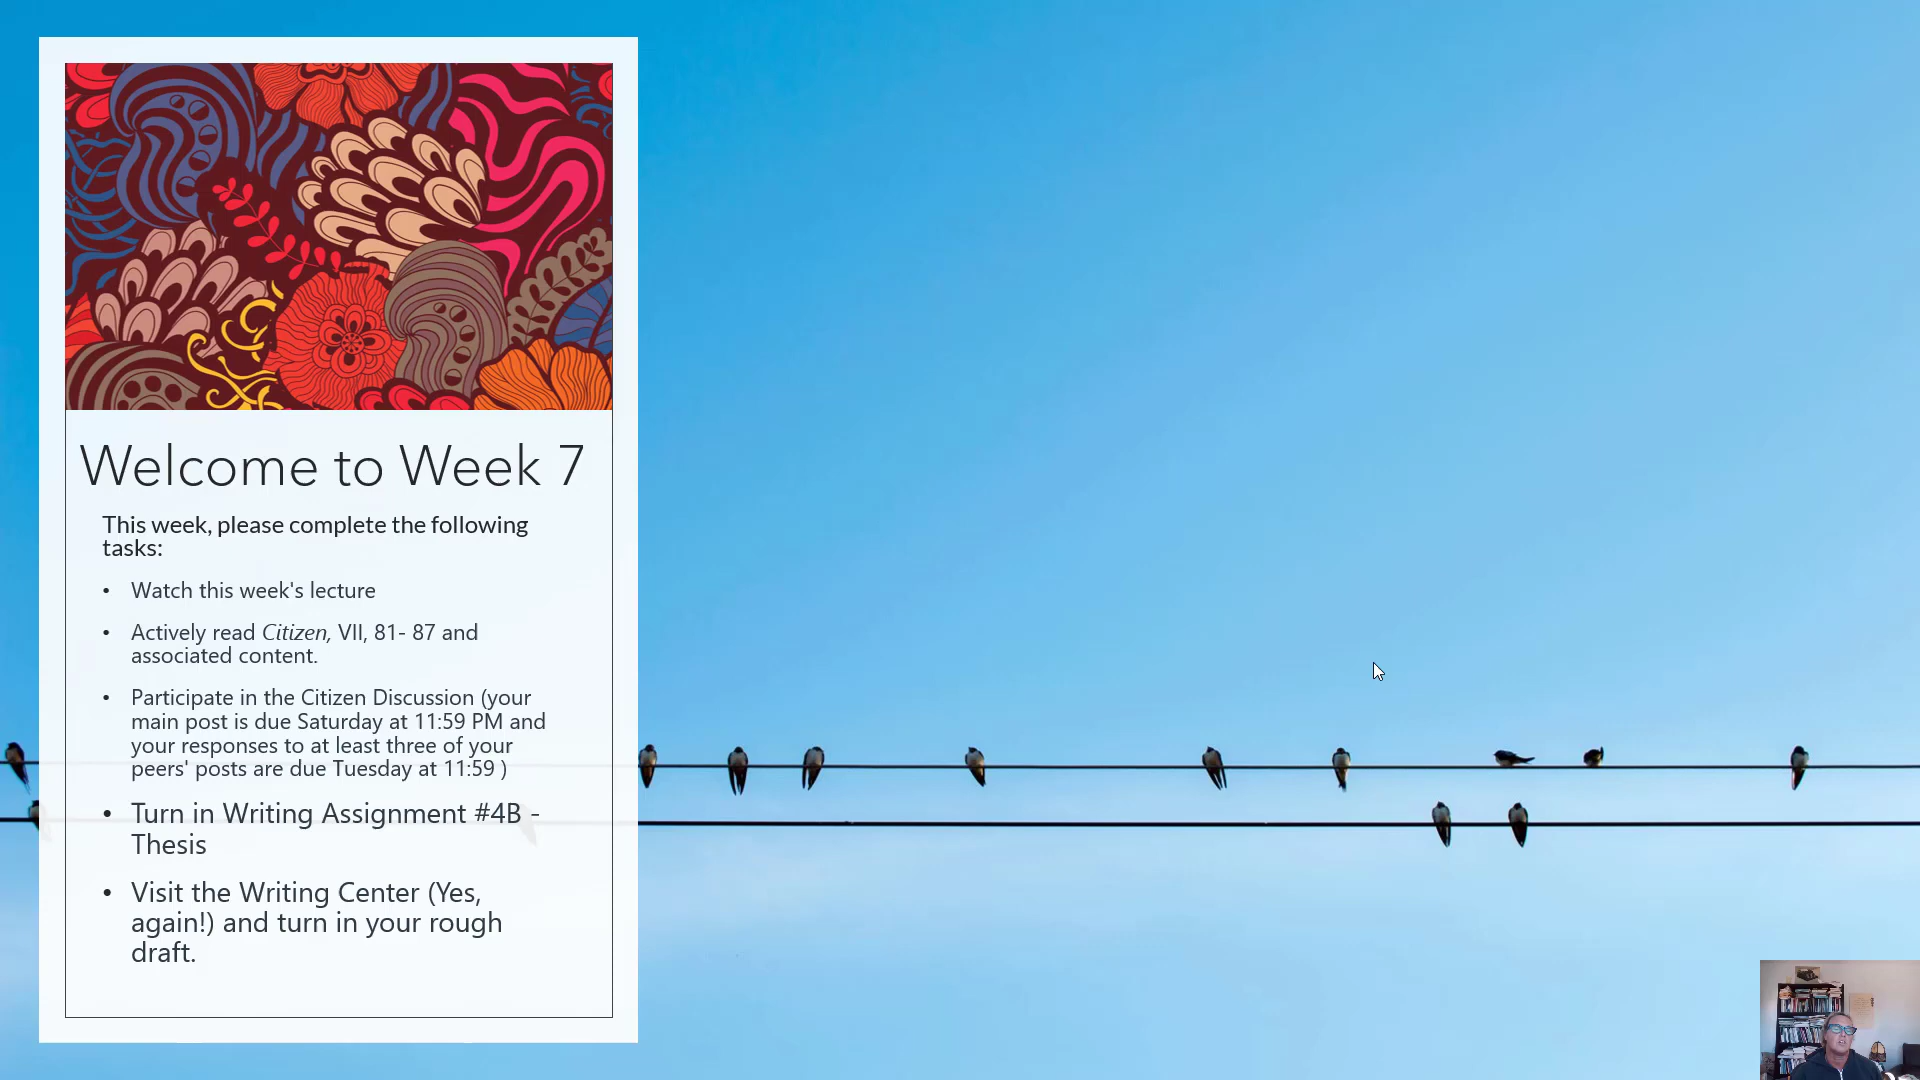 Welcome to Week 7
This week, please complete the following
tasks:
• Watch this week's lecture
• Actively read Citizen, VII, 81- 87 and
associated content.
• Participate in the Citizen Discussion (your
main post is due Saturday at 11:59 PM and
your responses to at least three of your
peers' posts are due Tuesday at 11:59 )
• Turn in Writing Assignment #4B -
Thesis
• Visit the Writing Center (Yes,
again!) and turn in your rough
draft.